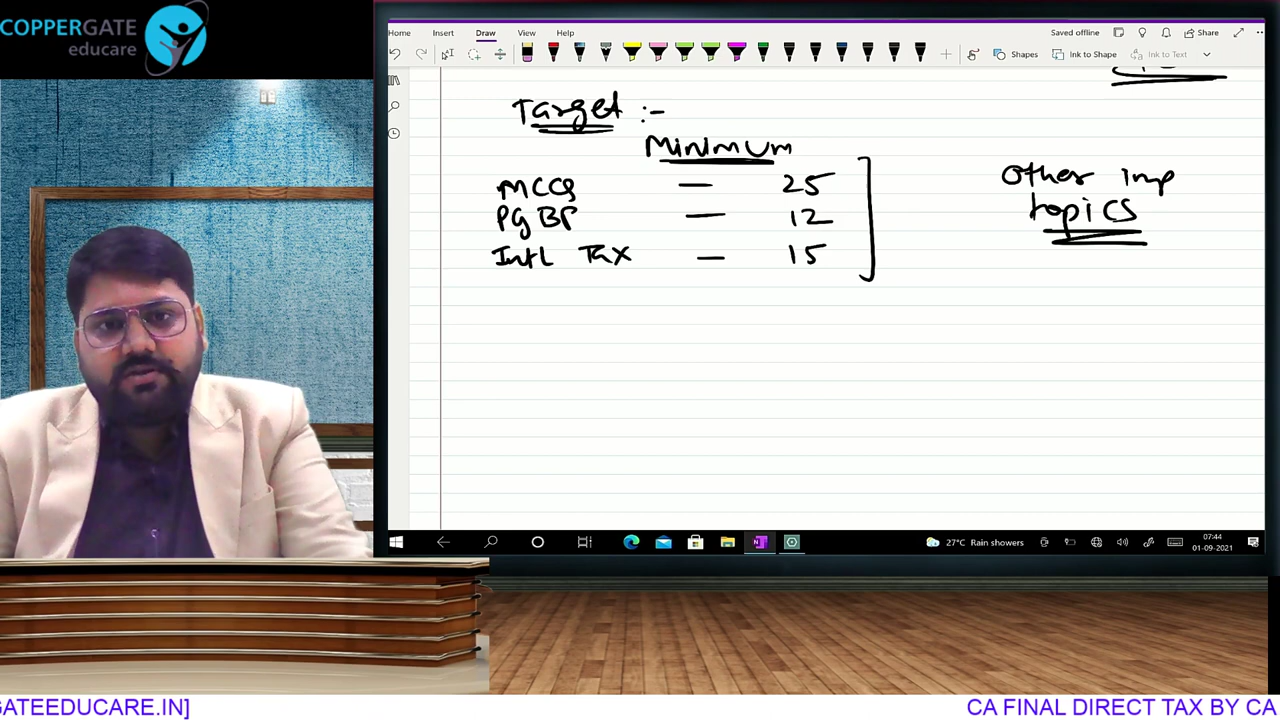 COPPERGATE
educare
Home Insert Draw View Help
Saved offline
Share
Shapes
Ink to Shape
Ink to Text
Target :-
Minimum
MCQs — 25
PGBP — 12
Intl Tax — 15
Other imp
topics
27°C Rain showers
07:44
01-09-2021
GATEEDUCARE.IN]
CA FINAL DIRECT TAX BY CA